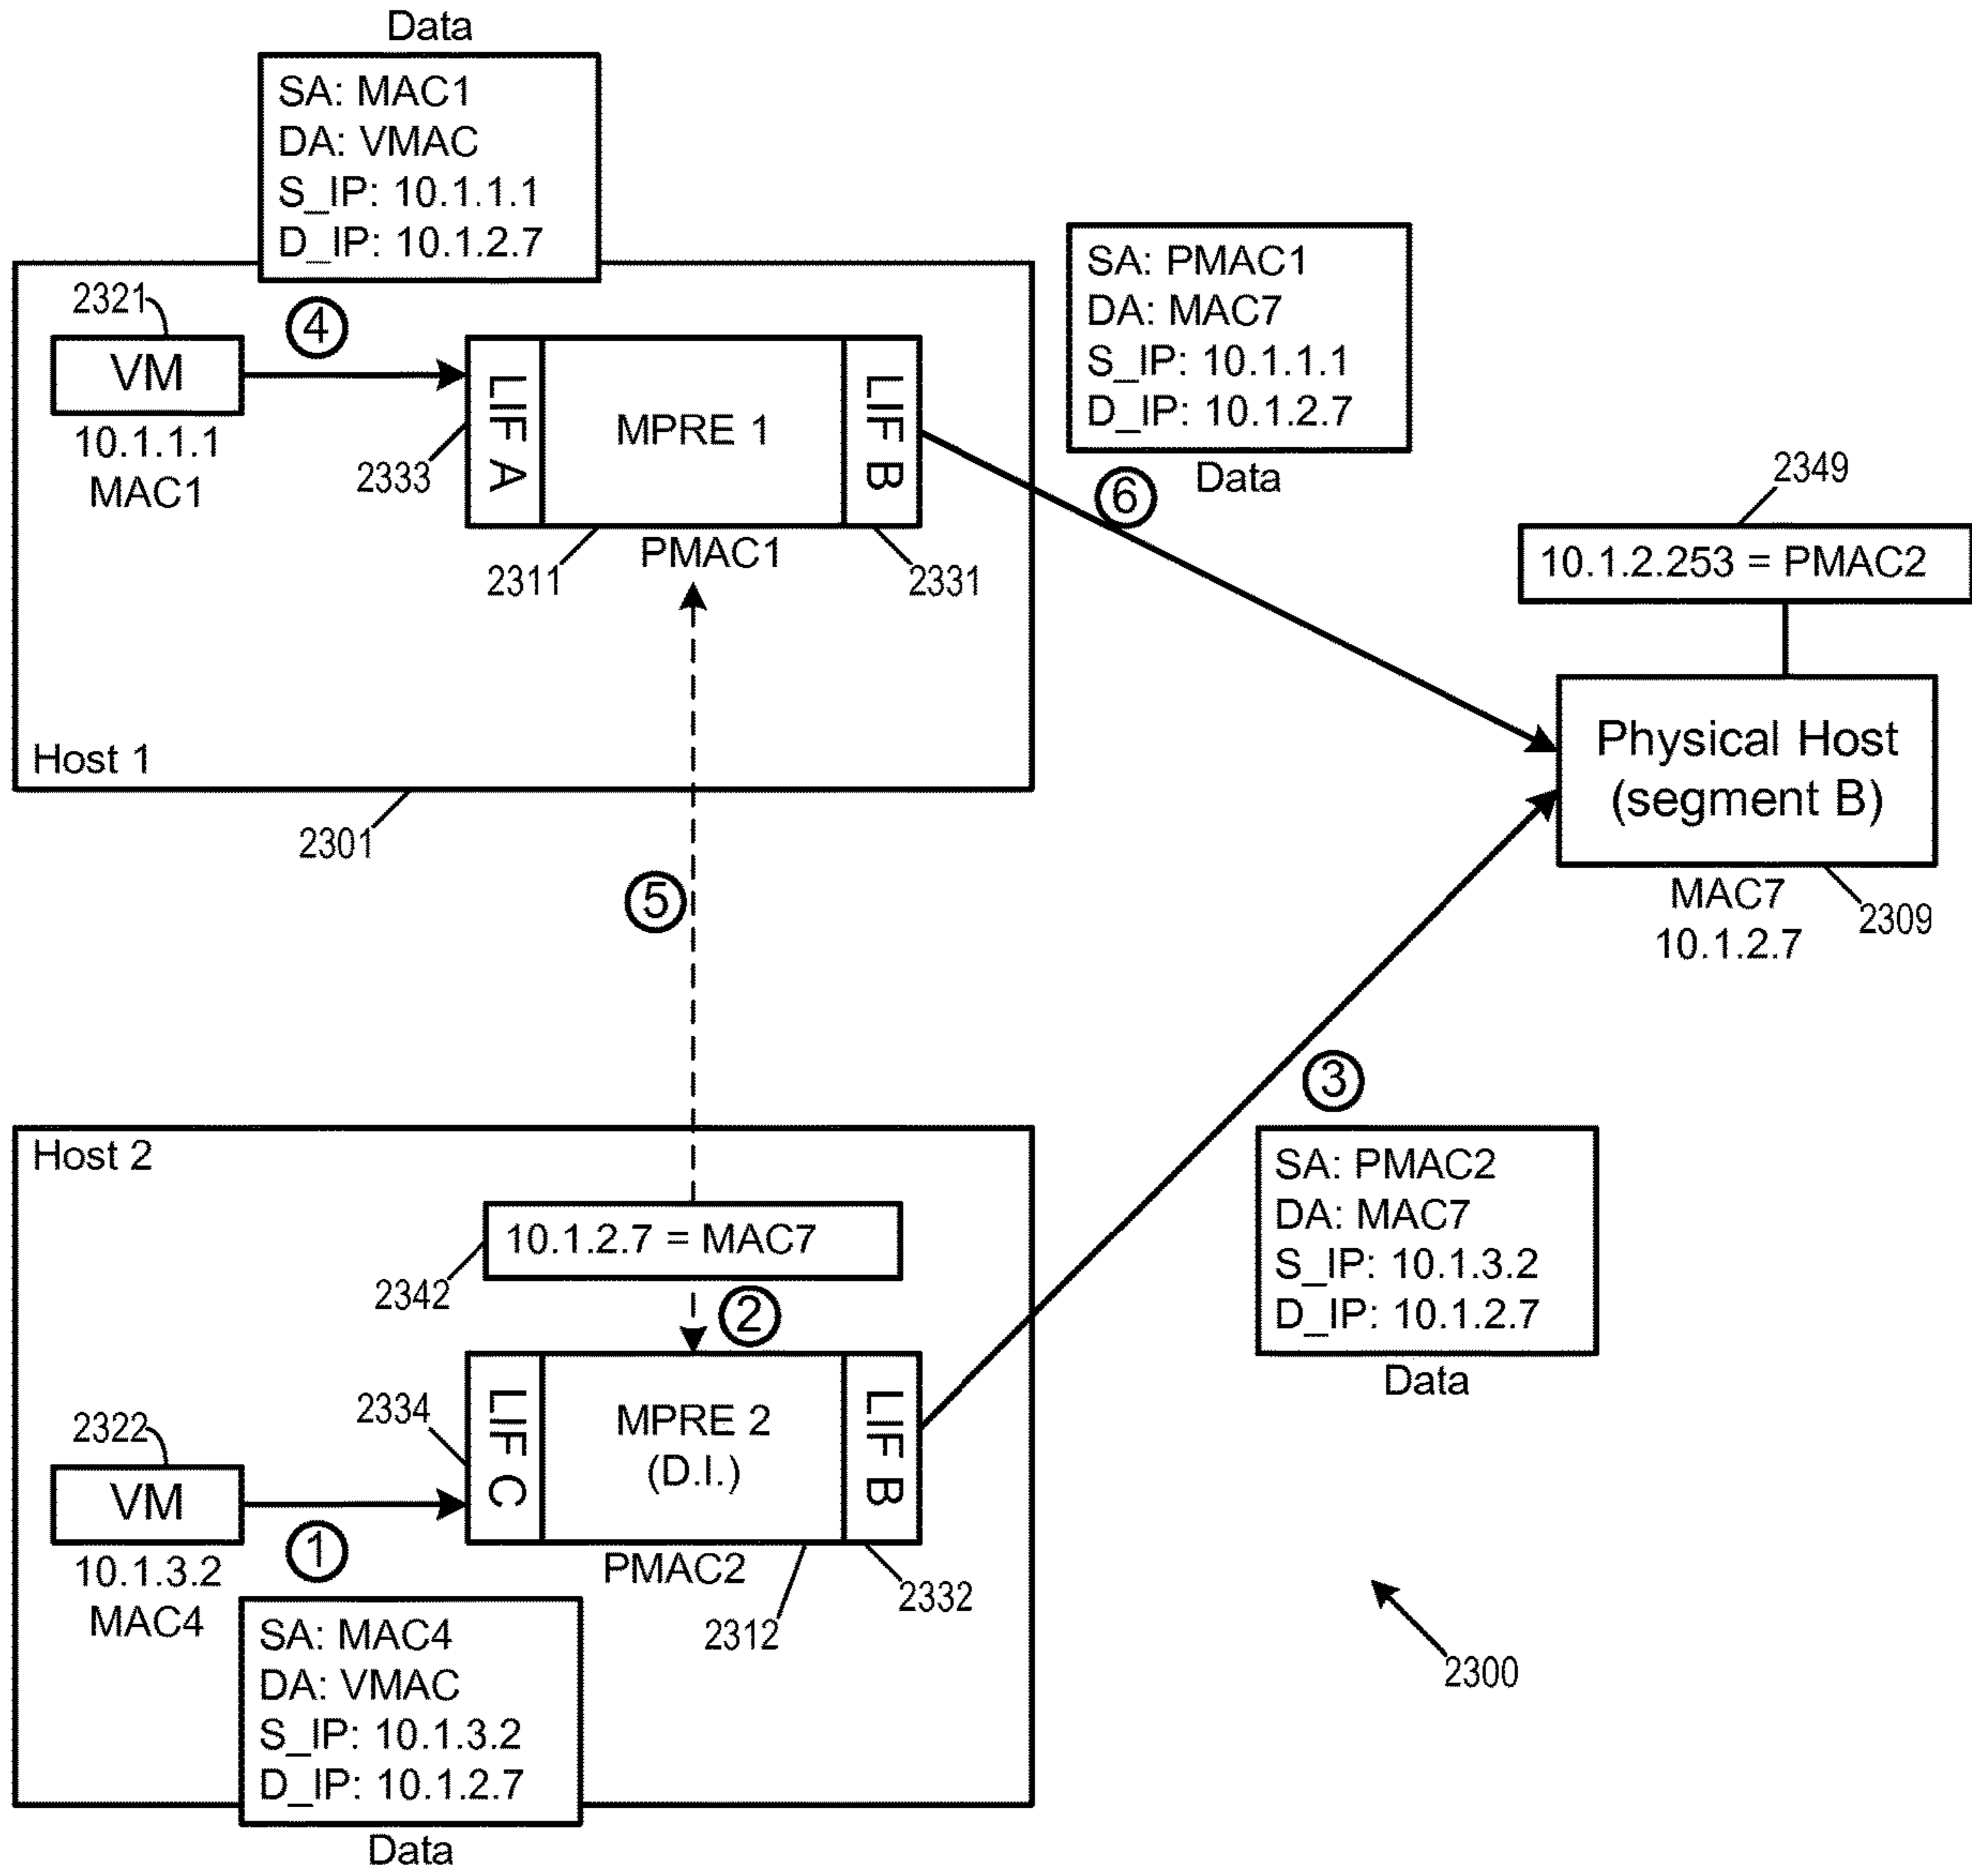 Data
SA: MAC1
DA: VMAC
S_IP: 10.1.1.1
D_IP: 10.1.2.7
2321
VM
10.1.1.1
MAC1
4
LIF A
MPRE 1
LIF B
2333
2311
PMAC1
2331
Host 1
2301
SA: PMAC1
DA: MAC7
S_IP: 10.1.1.1
D_IP: 10.1.2.7
Data
6
2349
10.1.2.253 = PMAC2
Physical Host
(segment B)
MAC7
10.1.2.7
2309
5
3
SA: PMAC2
DA: MAC7
S_IP: 10.1.3.2
D_IP: 10.1.2.7
Data
Host 2
10.1.2.7 = MAC7
2342
2
2334
LIF C
MPRE 2
(D.I.)
LIF B
2322
VM
10.1.3.2
MAC4
1
PMAC2
2312
2332
SA: MAC4
DA: VMAC
S_IP: 10.1.3.2
D_IP: 10.1.2.7
Data
2300